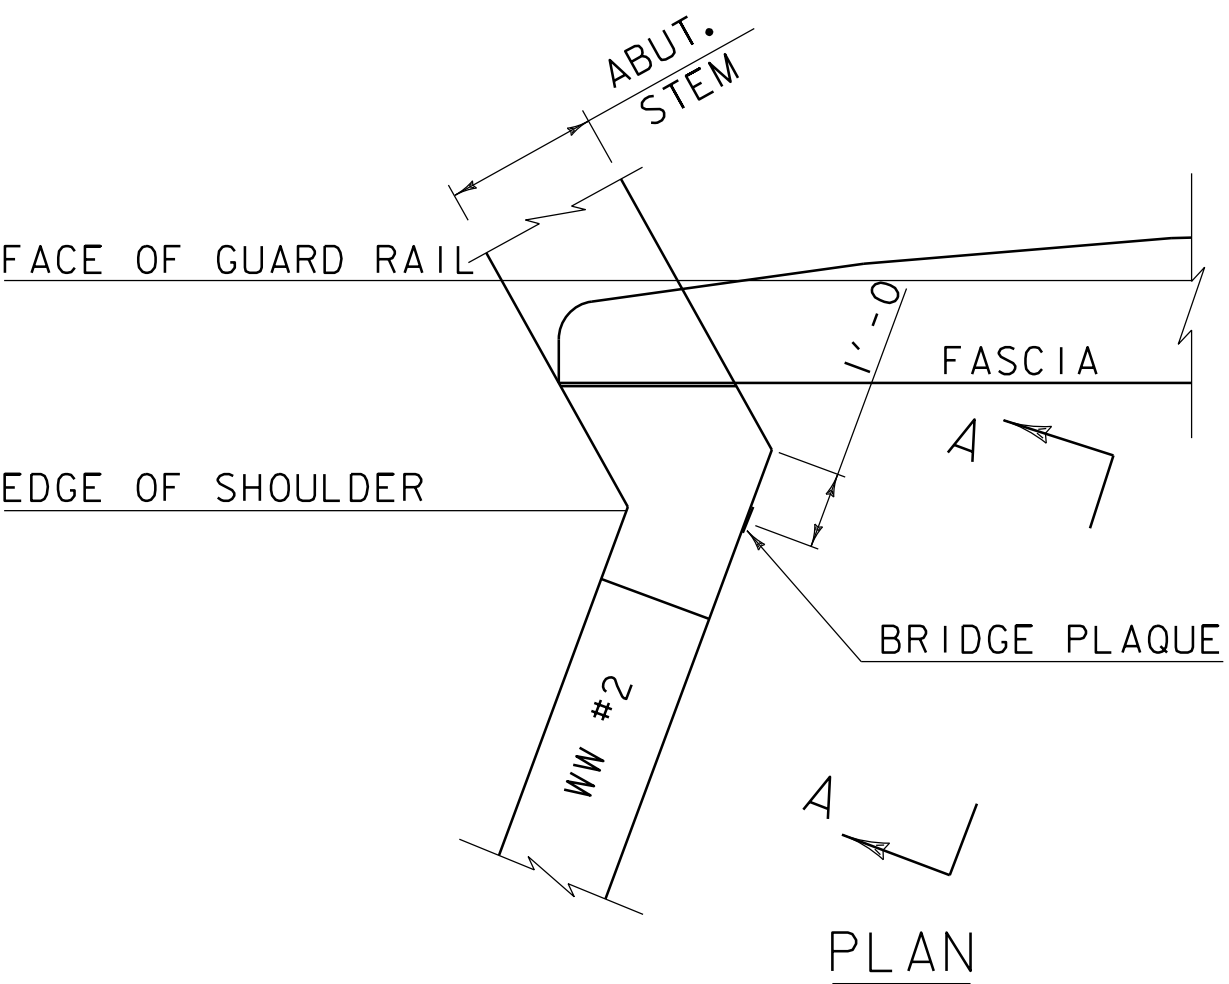 ABUT.
STEM
FACE OF GUARD RAIL
1'-0
FASCIA
A
EDGE OF SHOULDER
BRIDGE PLAQUE
WW #2
A
PLAN